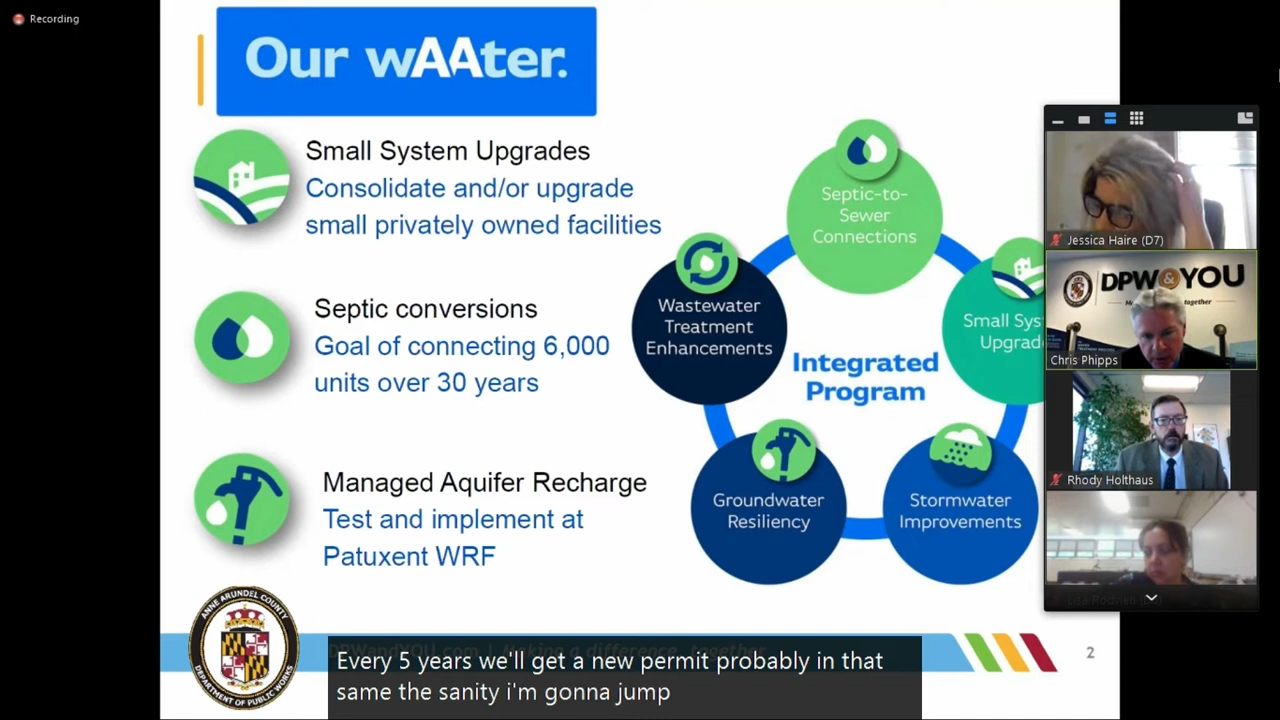 Recording
Our wAAter.
Small System Upgrades
Consolidate and/or upgrade
small privately owned facilities
Septic conversions
Goal of connecting 6,000
units over 30 years
Managed Aquifer Recharge
Test and implement at
Patuxent WRF
Septic-to-
Sewer
Connections
Wastewater
Treatment
Enhancements
Small Sys
Upgrad
Integrated
Program
Groundwater
Resiliency
Stormwater
Improvements
Jessica Haire (D7)
DPW&YOU
together
Chris Phipps
Rhody Holthaus
ANNE ARUNDEL COUNTY
DEPARTMENT OF PUBLIC WORKS
2
Every 5 years we'll get a new permit probably in that
same the sanity i'm gonna jump